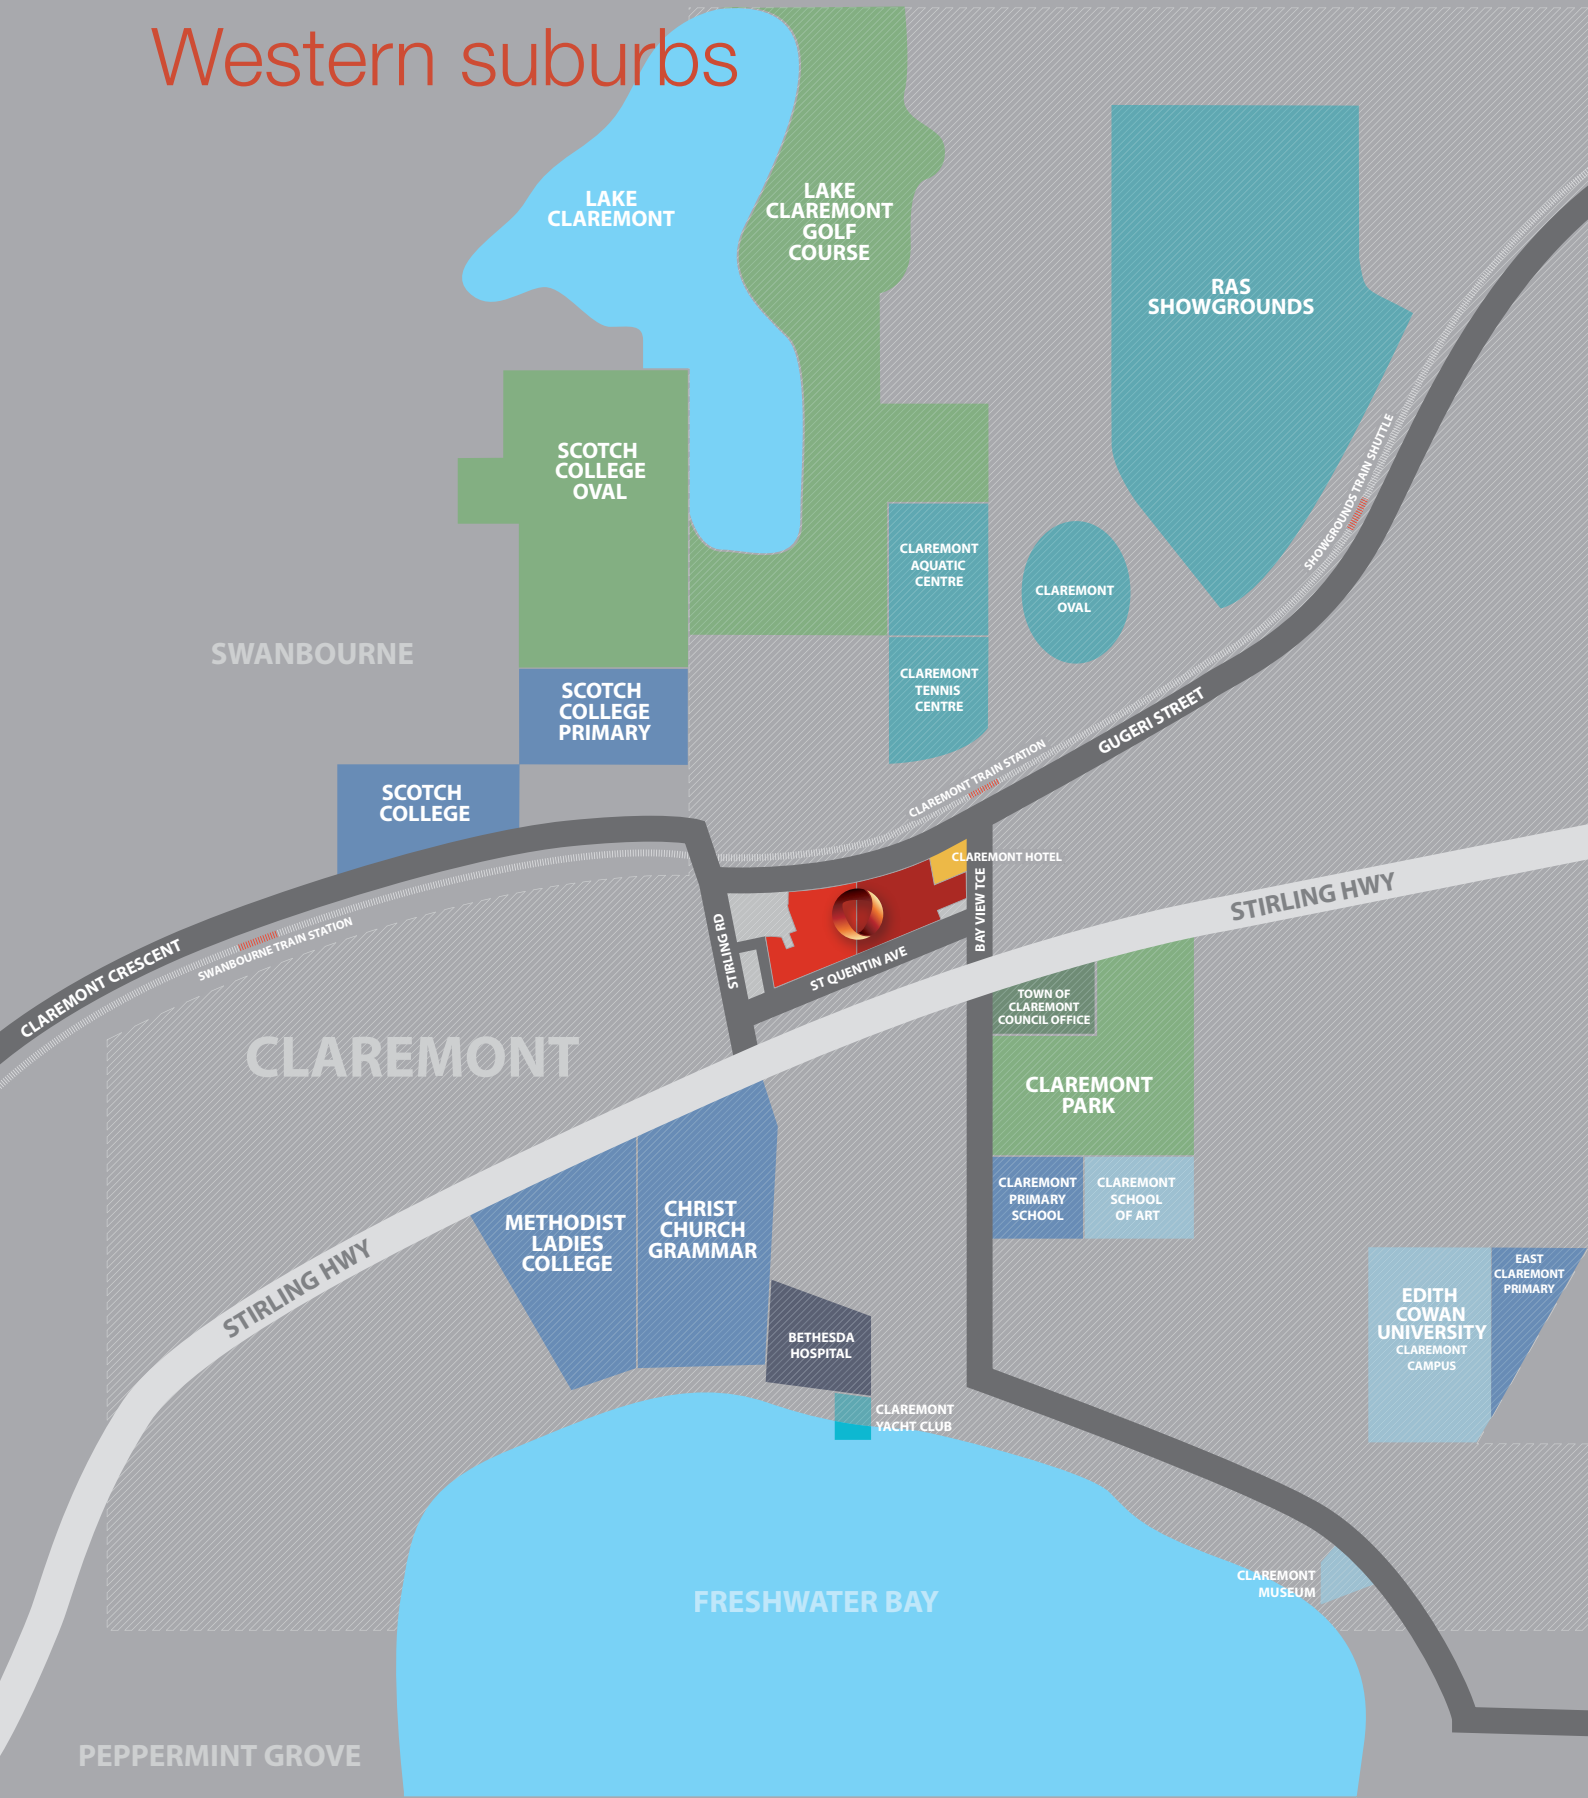 Western suburbs
LAKE
CLAREMONT
LAKE
CLAREMONT
GOLF
COURSE
RAS
SHOWGROUNDS
SCOTCH
COLLEGE
OVAL
SHOWGROUNDS TRAIN SHUTTLE
CLAREMONT
AQUATIC
CENTRE
CLAREMONT
OVAL
SWANBOURNE
CLAREMONT
TENNIS
CENTRE
SCOTCH
COLLEGE
PRIMARY
GUGERI STREET
CLAREMONT TRAIN STATION
SCOTCH
COLLEGE
CLAREMONT HOTEL
STIRLING HWY
BAY VIEW TCE
STIRLING RD
ST QUENTIN AVE
CLAREMONT CRESCENT
SWANBOURNE TRAIN STATION
TOWN OF
CLAREMONT
COUNCIL OFFICE
CLAREMONT
CLAREMONT
PARK
CLAREMONT
PRIMARY
SCHOOL
CLAREMONT
SCHOOL
OF ART
METHODIST
LADIES
COLLEGE
CHRIST
CHURCH
GRAMMAR
STIRLING HWY
EDITH
COWAN
UNIVERSITY
CLAREMONT
CAMPUS
EAST
CLAREMONT
PRIMARY
BETHESDA
HOSPITAL
CLAREMONT
YACHT CLUB
CLAREMONT
MUSEUM
FRESHWATER BAY
PEPPERMINT GROVE